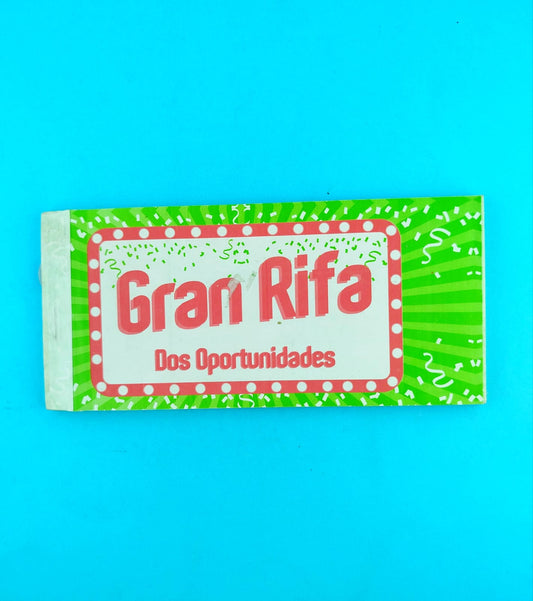 Gran Rifa
Dos Oportunidades